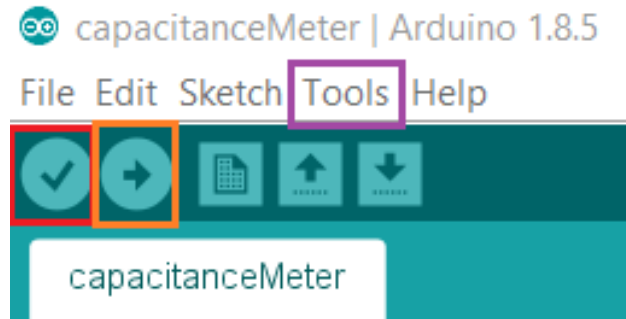 capacitanceMeter | Arduino 1.8.5
File Edit Sketch Tools Help
capacitanceMeter